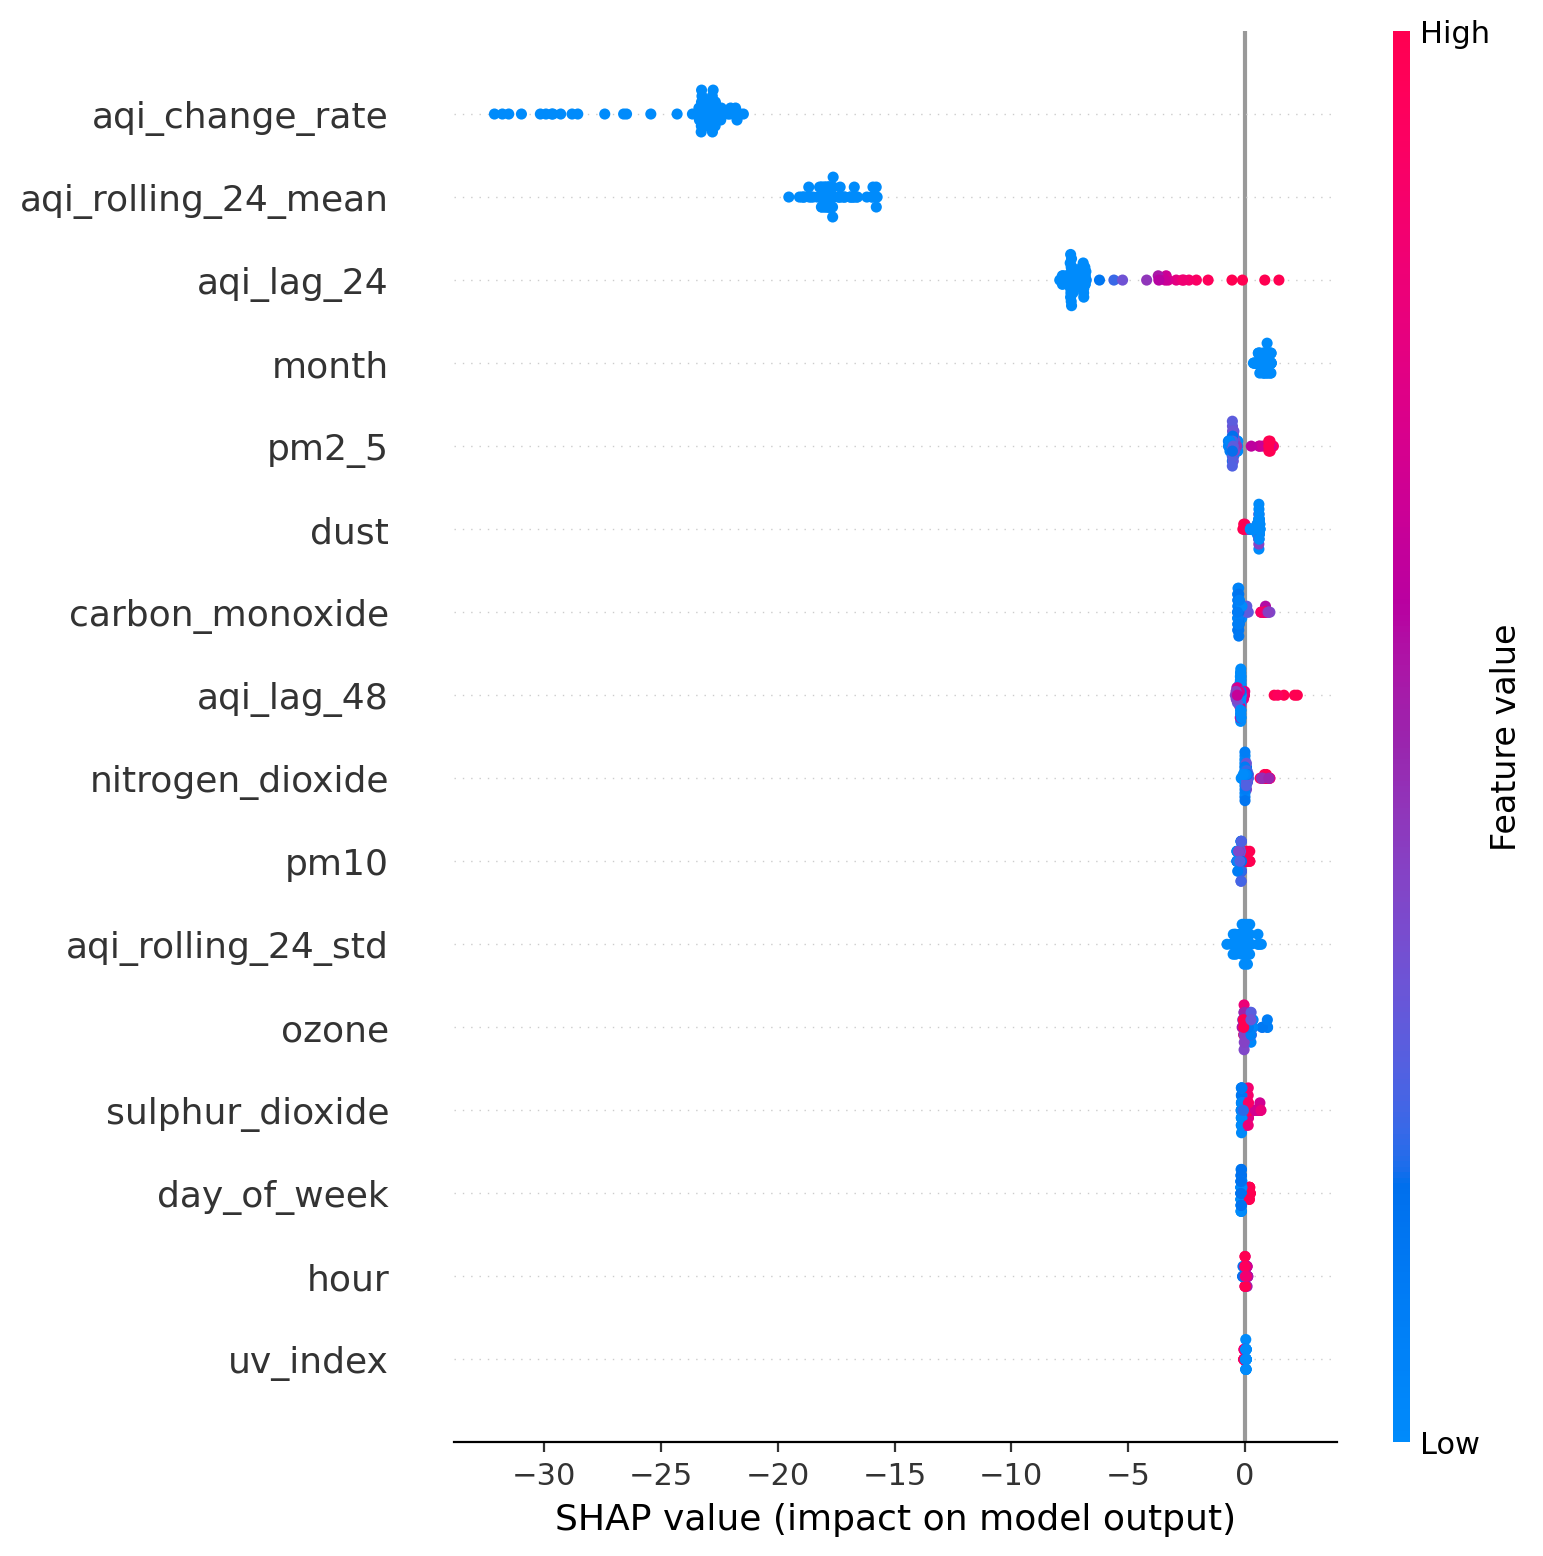 High
aqi_change_rate
aqi_rolling_24_mean
aqi_lag_24
month
pm2_5
dust
carbon_monoxide
aqi_lag_48
nitrogen_dioxide
pm10
aqi_rolling_24_std
ozone
sulphur_dioxide
day_of_week
hour
uv_index
Feature value
Low
−30 −25 −20 −15 −10 −5 0
SHAP value (impact on model output)